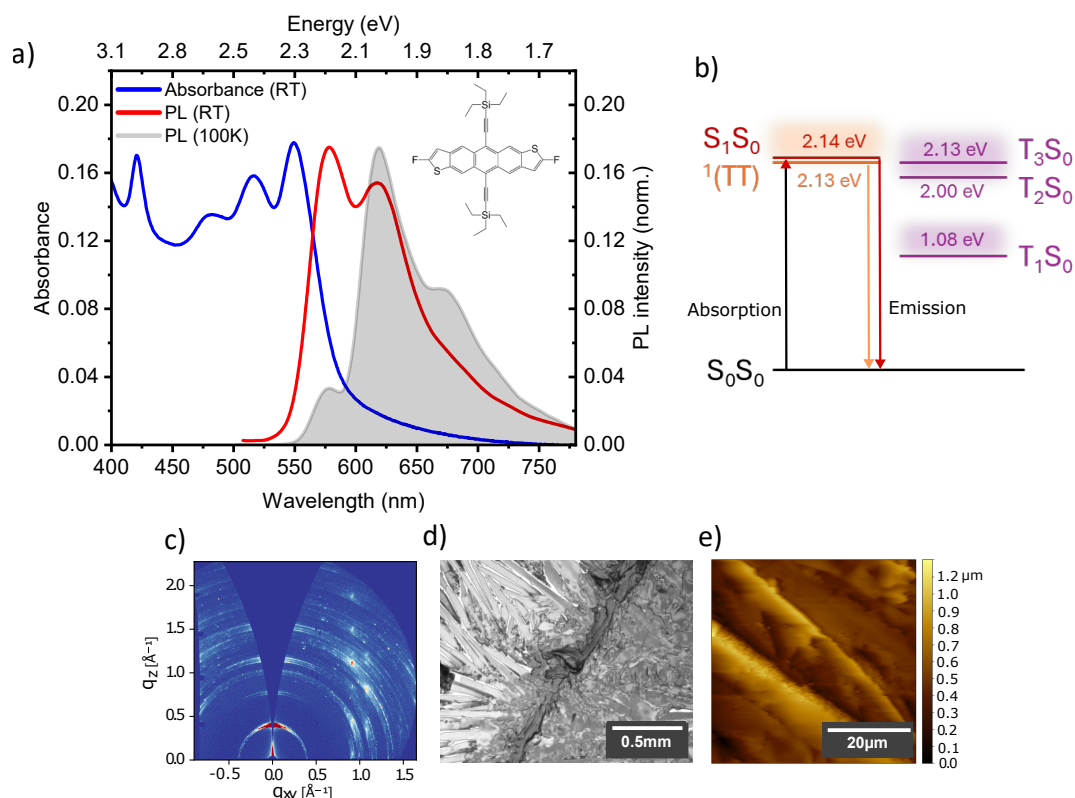 a)
Energy (eV)
3.1 2.8 2.5 2.3 2.1 1.9 1.8 1.7
Absorbance (RT)
PL (RT)
PL (100K)
Si
S
F
F
S
Si
0.20
0.16
0.12
0.08
0.04
0.00
Absorbance
0.20
0.16
0.12
0.08
0.04
0.00
PL intensity (norm.)
400 450 500 550 600 650 700 750
Wavelength (nm)
b)
S₁S₀
2.14 eV
¹(TT)
2.13 eV
2.13 eV
T₃S₀
2.00 eV
T₂S₀
1.08 eV
T₁S₀
Absorption
Emission
S₀S₀
c)
2.0
1.5
1.0
0.5
0.0
qz [Å⁻¹]
-0.5 0.0 0.5 1.0 1.5
qxy [Å⁻¹]
d)
0.5mm
e)
20µm
1.2 µm
1.1
1.0
0.9
0.8
0.7
0.6
0.5
0.4
0.3
0.2
0.1
0.0